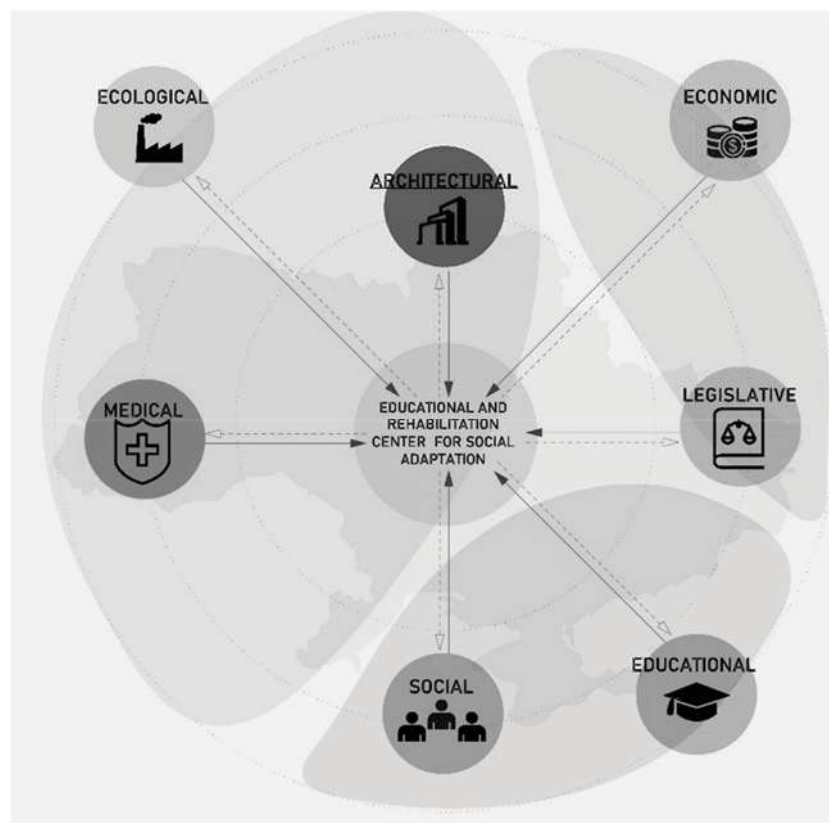 ECOLOGICAL
ECONOMIC
ARCHITECTURAL
MEDICAL
EDUCATIONAL AND
REHABILITATION
CENTER FOR SOCIAL
ADAPTATION
LEGISLATIVE
SOCIAL
EDUCATIONAL